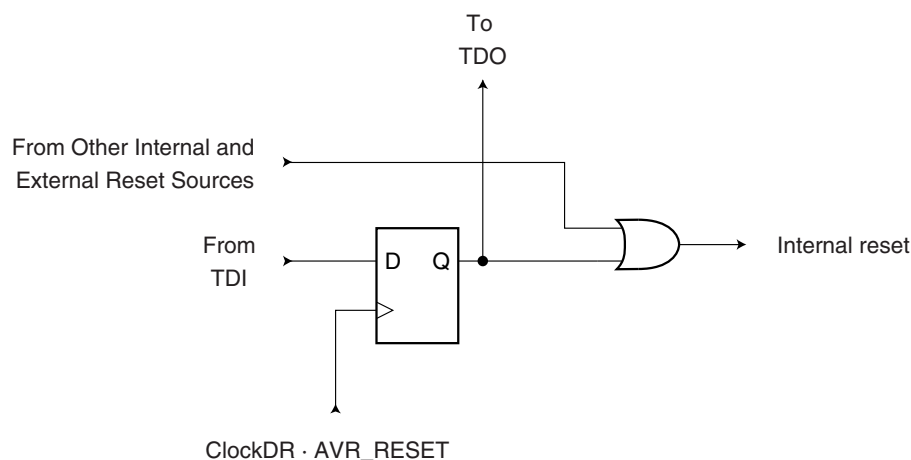 To
TDO
From Other Internal and
External Reset Sources
From
TDI
D
Q
Internal reset
ClockDR · AVR_RESET